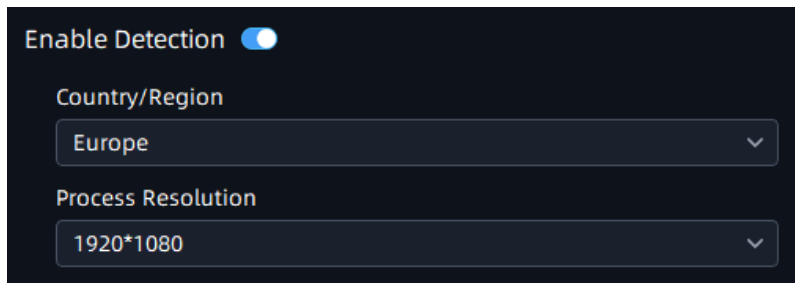 Enable Detection
Country/Region
Europe
Process Resolution
1920*1080